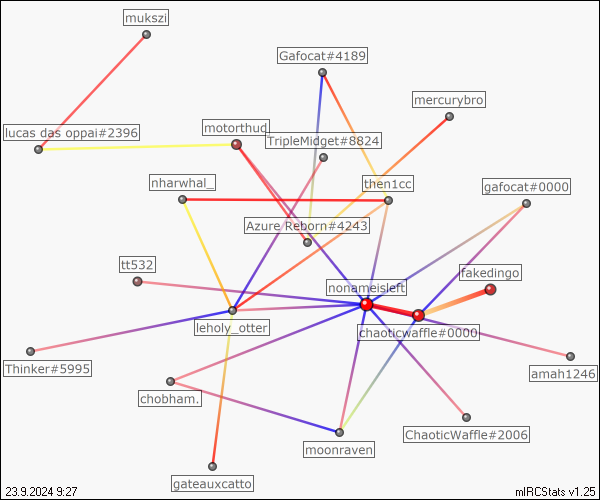 mukszi
Gafocat#4189
mercurybro
lucas das oppai#2396
motorthud_
TripleMidget#8824
nharwhal_
then1cc
gafocat#0000
Azure Reborn#4243
tt532
fakedingo
nonameisleft
leholy_otter
chaoticwaffle#0000
Thinker#5995
amah1246
chobham.
ChaoticWaffle#2006
moonraven
gateauxcatto
23.9.2024 9:27
mIRCStats v1.25